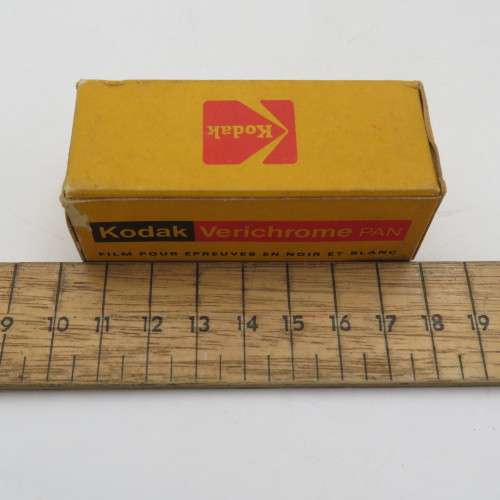 Kodak
Kodak Verichrome PAN
FILM POUR ÉPREUVES EN NOIR ET BLANC
9 10 11 12 13 14 15 16 17 18 19